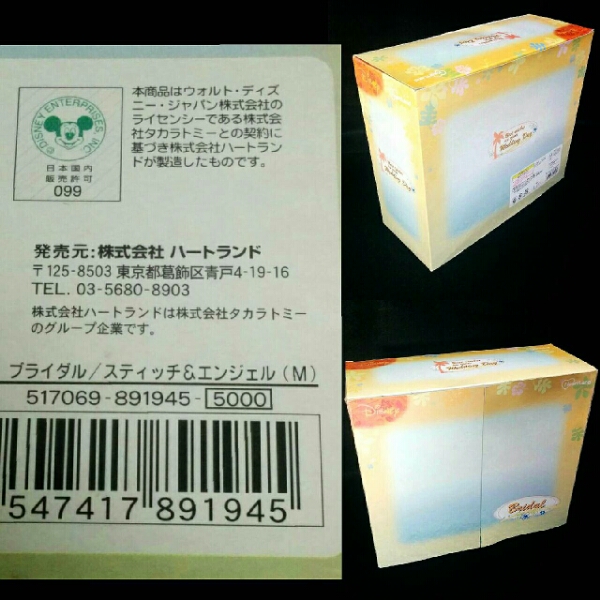 © DISNEY ENTERPRISES, INC.
日本国内
販売許可
099
本商品はウォルト・ディズ
ニー・ジャパン株式会社の
ライセンシーである株式会
社タカラトミーとの契約に
基づき株式会社ハートラン
ドが製造したものです。
発売元:株式会社 ハートランド
〒125-8503 東京都葛飾区青戸4-19-16
TEL. 03-5680-8903
株式会社ハートランドは株式会社タカラトミー
のグループ企業です。
ブライダル/スティッチ&エンジェル(M)
517069-891945-5000
547417 891945
Wedding Day
Wedding Day
Wedding Day
Wedding Day
Disney
Bridal